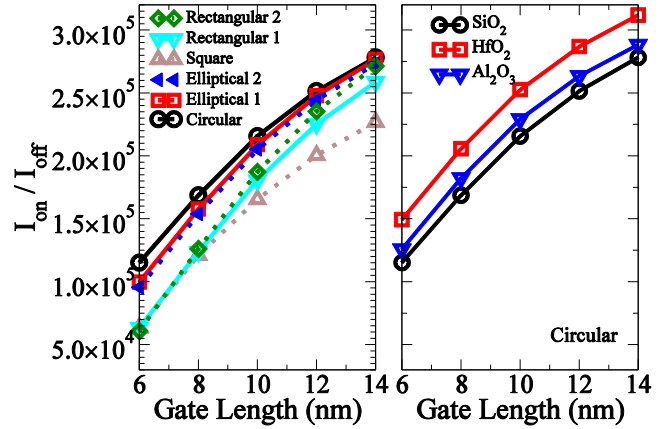 I_on / I_off
3.0×10⁵
2.5×10⁵
2.0×10⁵
1.5×10⁵
1.0×10⁵
5.0×10⁴
Rectangular 2
Rectangular 1
Square
Elliptical 2
Elliptical 1
Circular
6 8 10 12 14
Gate Length (nm)
SiO₂
HfO₂
Al₂O₃
Circular
6 8 10 12 14
Gate Length (nm)